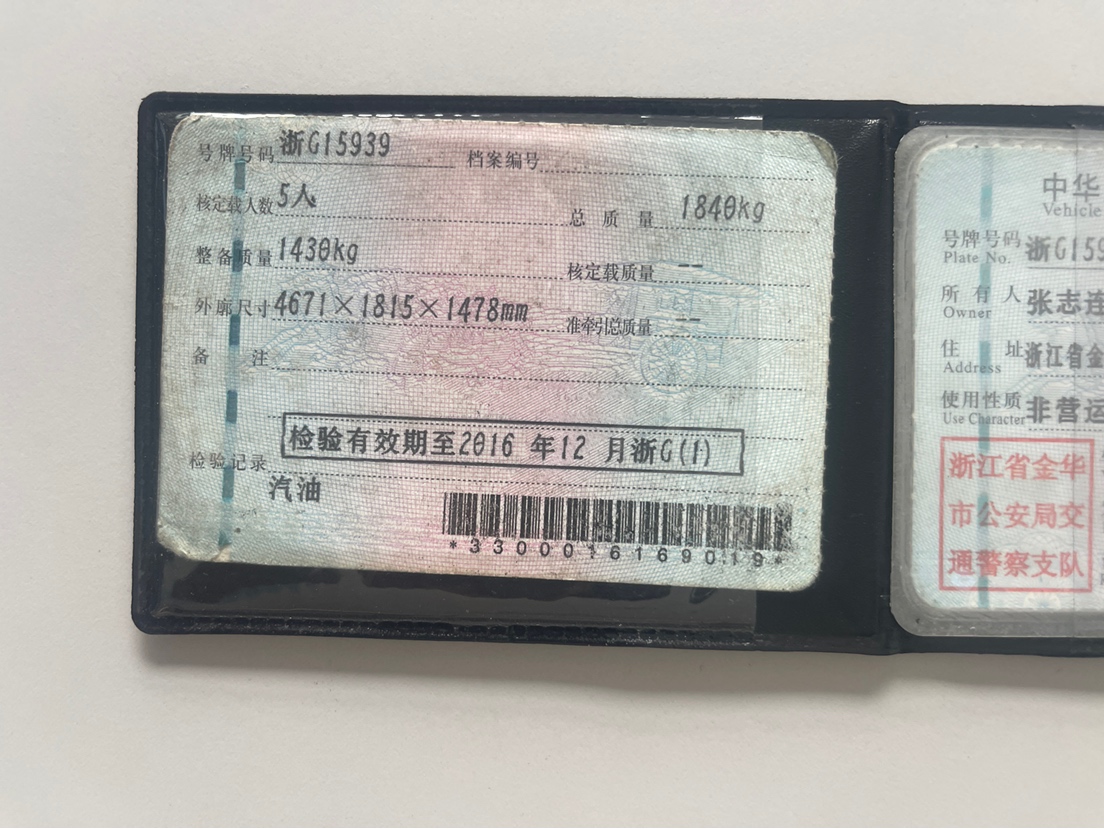 号牌号码 浙G15939 档案编号
核定载人数 5人 总质量 1840kg
整备质量 1430kg 核定载质量 --
外廓尺寸 4671×1815×1478mm 准牵引总质量 --
备注
检验有效期至2016 年12 月浙G(1)
检验记录
汽油
*3300016169019*
中华
Vehicle
号牌号码 浙G159
Plate No.
所有人 张志连
Owner
住址 浙江省金
Address
使用性质 非营运
Use Character
浙江省金华
市公安局交
通警察支队